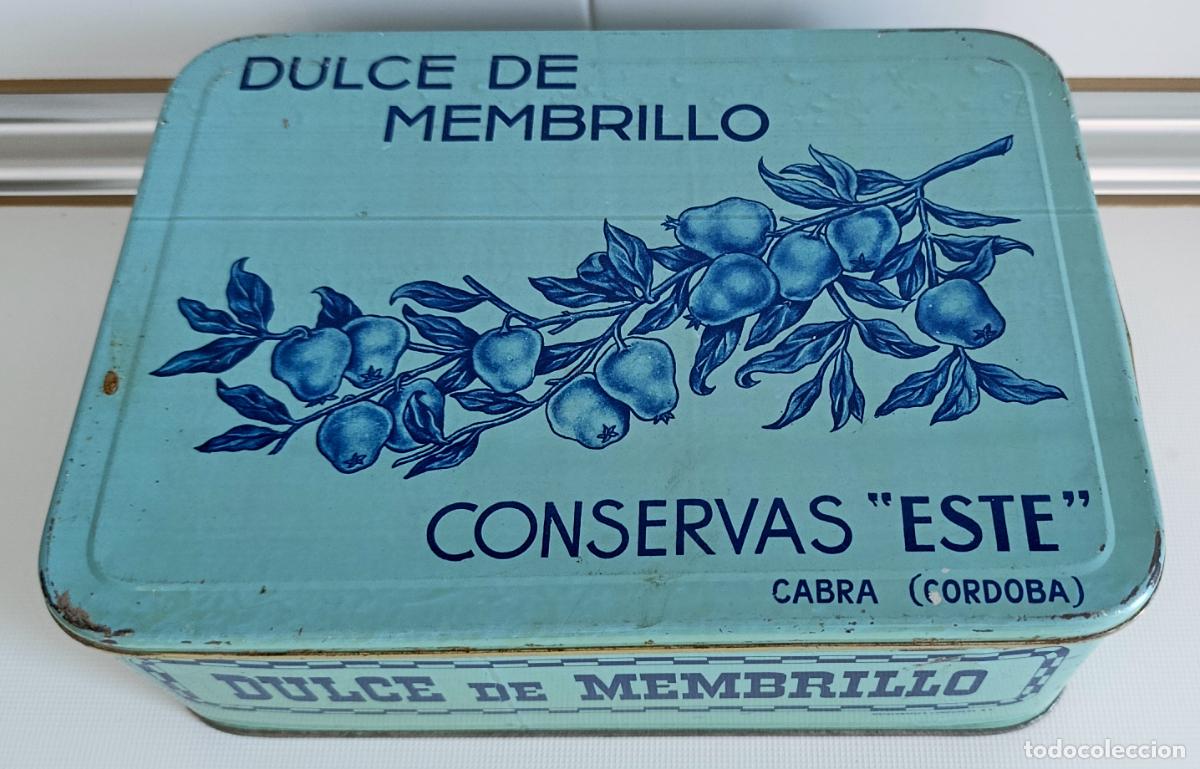 DULCE DE
MEMBRILLO
CONSERVAS "ESTE"
CABRA (CORDOBA)
DULCE DE MEMBRILLO
todocoleccion